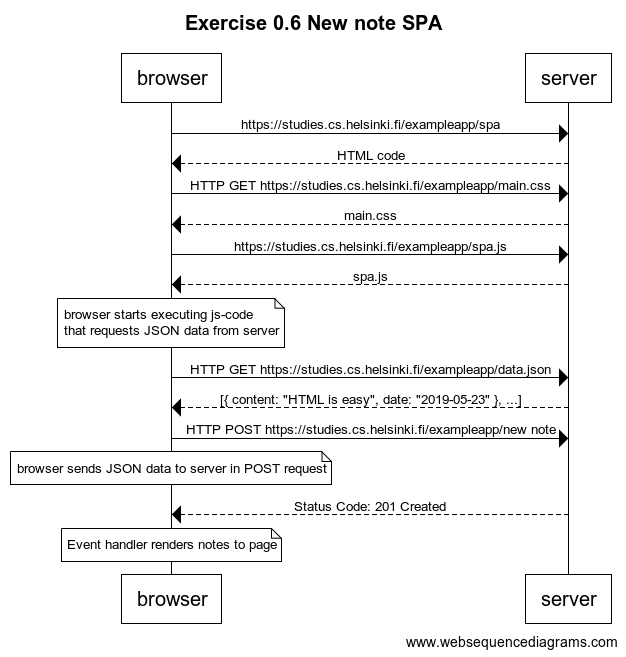 Exercise 0.6 New note SPA
browser
server
https://studies.cs.helsinki.fi/exampleapp/spa
HTML code
HTTP GET https://studies.cs.helsinki.fi/exampleapp/main.css
main.css
https://studies.cs.helsinki.fi/exampleapp/spa.js
spa.js
browser starts executing js-code
that requests JSON data from server
HTTP GET https://studies.cs.helsinki.fi/exampleapp/data.json
[{ content: "HTML is easy", date: "2019-05-23" }, ...]
HTTP POST https://studies.cs.helsinki.fi/exampleapp/new note
browser sends JSON data to server in POST request
Status Code: 201 Created
Event handler renders notes to page
browser
server
www.websequencediagrams.com